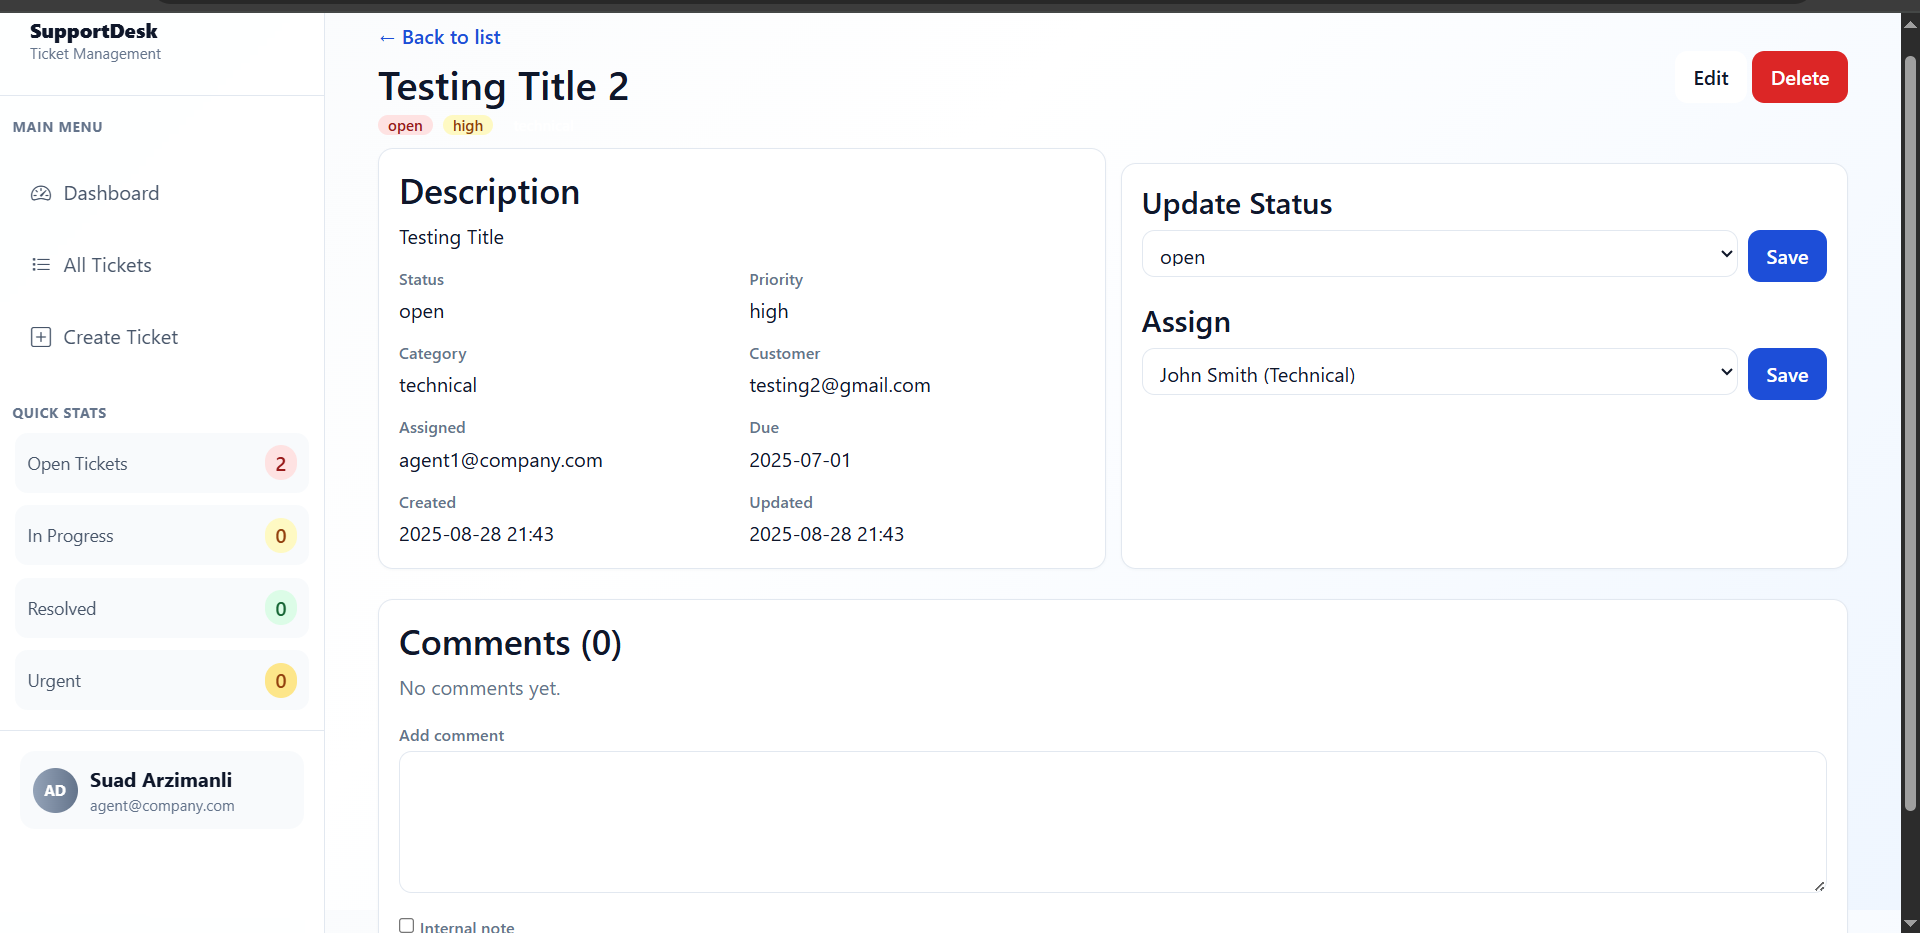 SupportDesk
Ticket Management
MAIN MENU
Dashboard
All Tickets
Create Ticket
QUICK STATS
Open Tickets 2
In Progress 0
Resolved 0
Urgent 0
AD
Suad Arzimanli
agent@company.com
← Back to list
Testing Title 2
open high
Edit Delete
Description
Testing Title
Status Priority
open high
Category Customer
technical testing2@gmail.com
Assigned Due
agent1@company.com 2025-07-01
Created Updated
2025-08-28 21:43 2025-08-28 21:43
Update Status
open Save
Assign
John Smith (Technical) Save
Comments (0)
No comments yet.
Add comment
Internal note